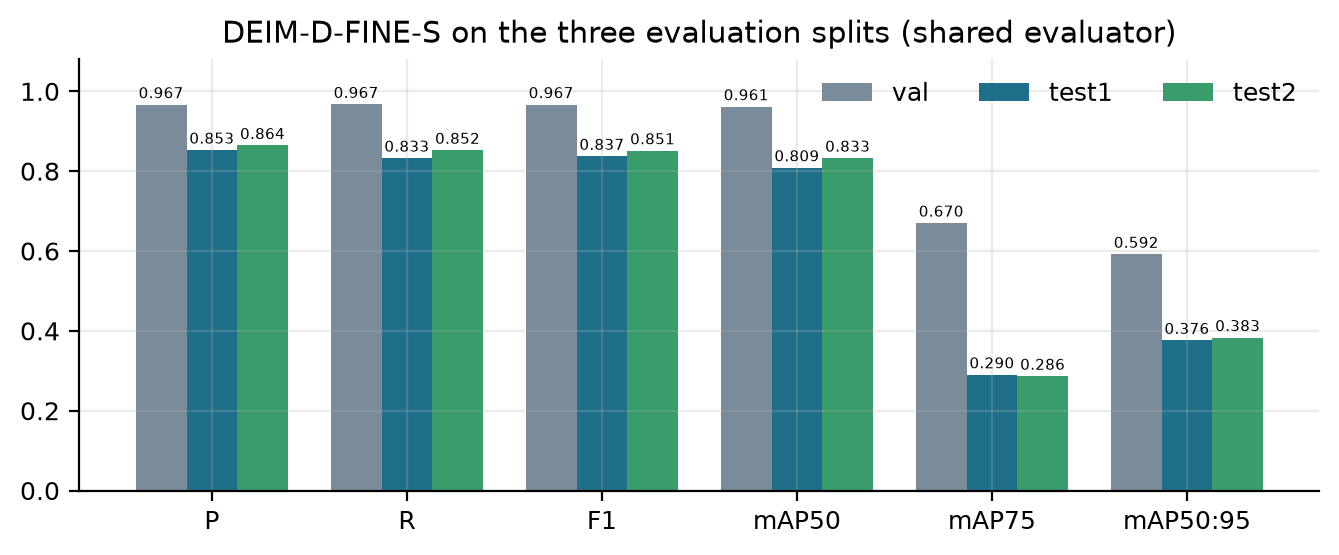 DEIM-D-FINE-S on the three evaluation splits (shared evaluator)
val test1 test2
1.0
0.8
0.6
0.4
0.2
0.0
0.967 0.853 0.864
0.967 0.833 0.852
0.967 0.837 0.851
0.961 0.809 0.833
0.670 0.290 0.286
0.592 0.376 0.383
P R F1 mAP50 mAP75 mAP50:95